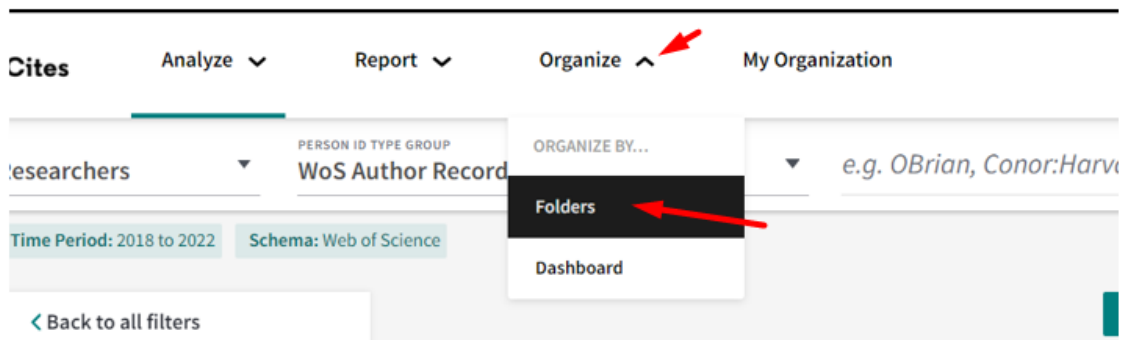 Cites Analyze Report Organize My Organization
PERSON ID TYPE GROUP
ORGANIZE BY...
esearchers WoS Author Record e.g. OBrian, Conor:Harv
Folders
Time Period: 2018 to 2022 Schema: Web of Science
Dashboard
Back to all filters